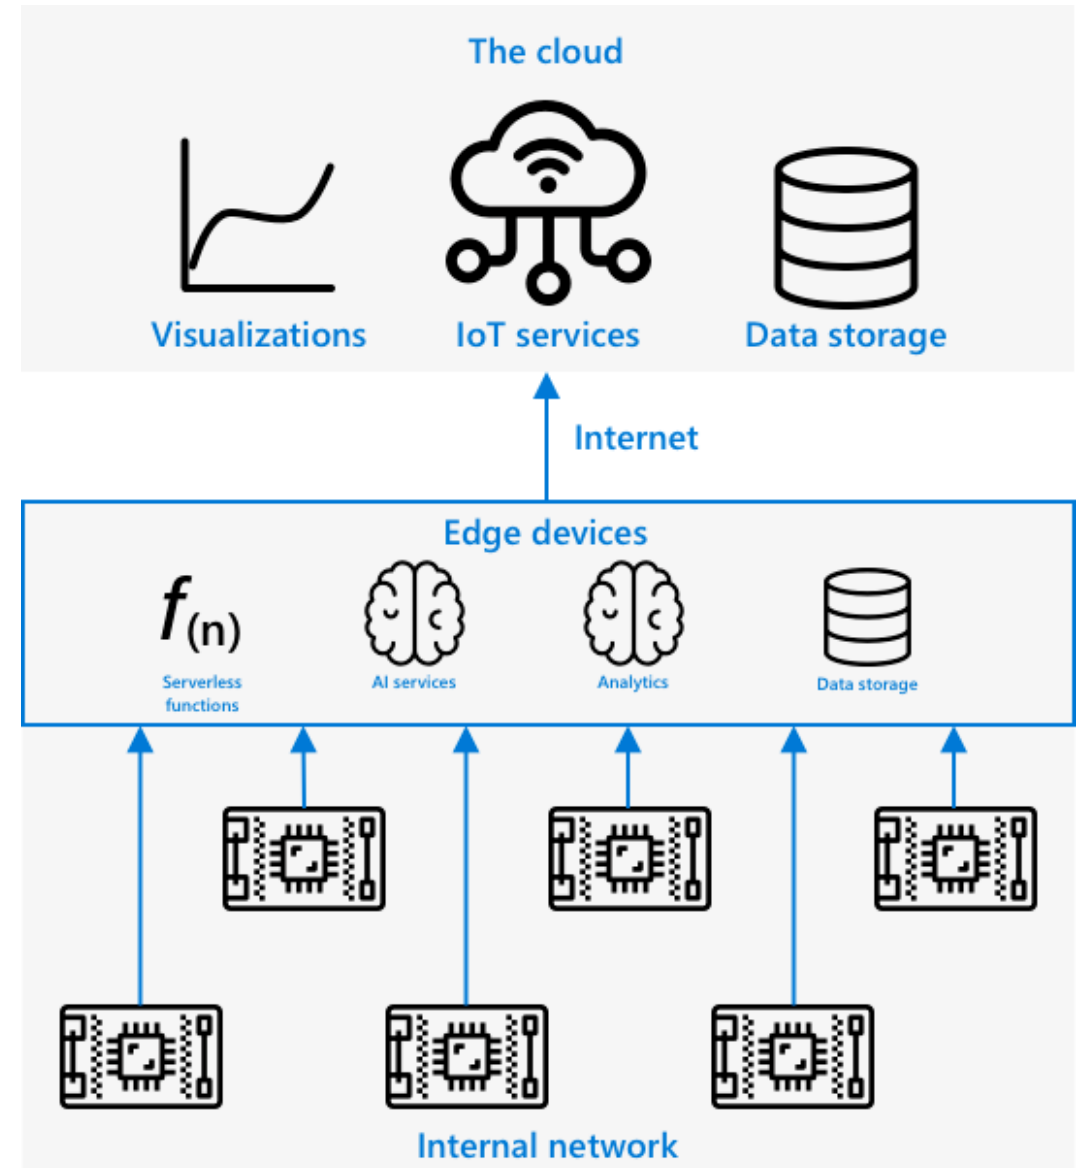 The cloud
Visualizations
IoT services
Data storage
Internet
Edge devices
f(n)
Serverless
functions
AI services
Analytics
Data storage
Internal network